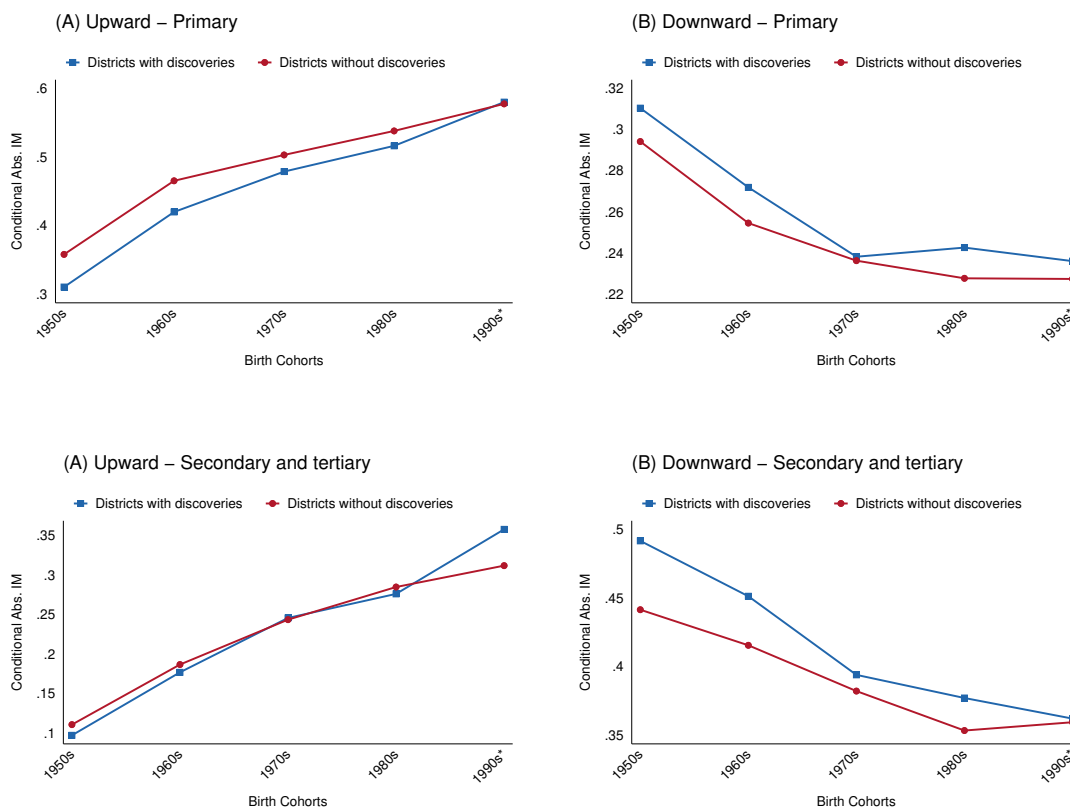 (A) Upward – Primary
Districts with discoveries Districts without discoveries
.6
.5
.4
.3
Conditional Abs. IM
1950s 1960s 1970s 1980s 1990s*
Birth Cohorts
(B) Downward – Primary
Districts with discoveries Districts without discoveries
.32
.3
.28
.26
.24
.22
Conditional Abs. IM
1950s 1960s 1970s 1980s 1990s*
Birth Cohorts
(A) Upward – Secondary and tertiary
Districts with discoveries Districts without discoveries
.35
.3
.25
.2
.15
.1
Conditional Abs. IM
1950s 1960s 1970s 1980s 1990s*
Birth Cohorts
(B) Downward – Secondary and tertiary
Districts with discoveries Districts without discoveries
.5
.45
.4
.35
Conditional Abs. IM
1950s 1960s 1970s 1980s 1990s*
Birth Cohorts